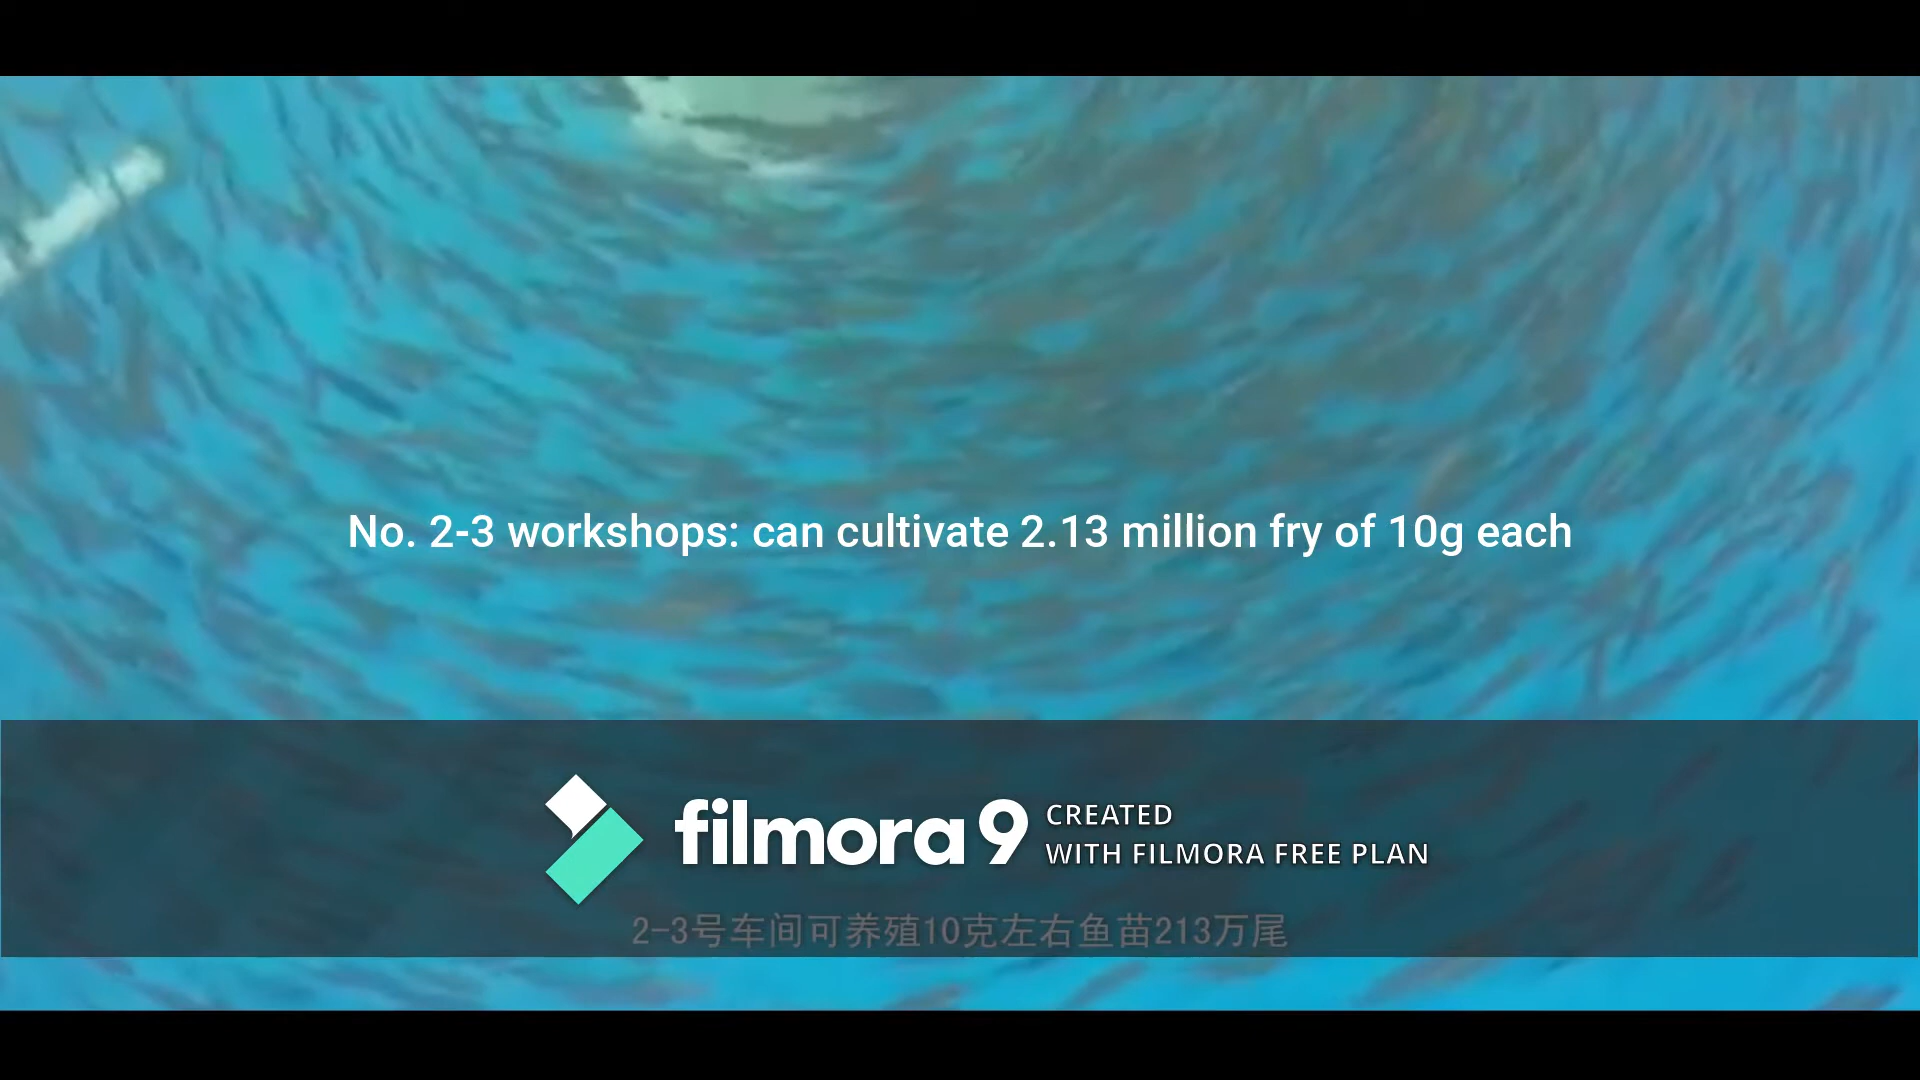 No. 2-3 workshops: can cultivate 2.13 million fry of 10g each
filmora9
CREATED
WITH FILMORA FREE PLAN
2-3号车间可养殖10克左右鱼苗213万尾